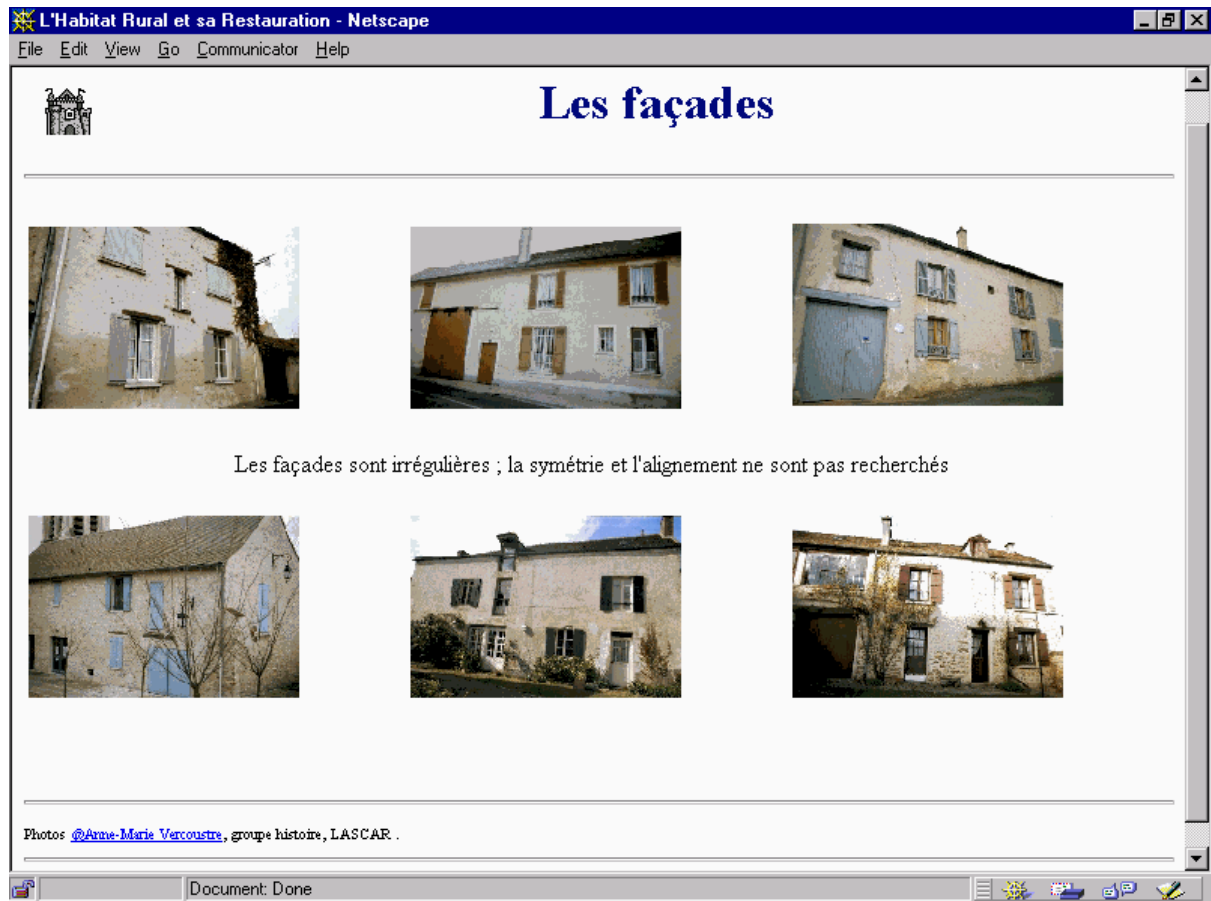 L'Habitat Rural et sa Restauration - Netscape
File Edit View Go Communicator Help
Les façades
Les façades sont irrégulières ; la symétrie et l'alignement ne sont pas recherchés
Photos @Anne-Marie Vercoustre, groupe histoire, LASCAR .
Document: Done